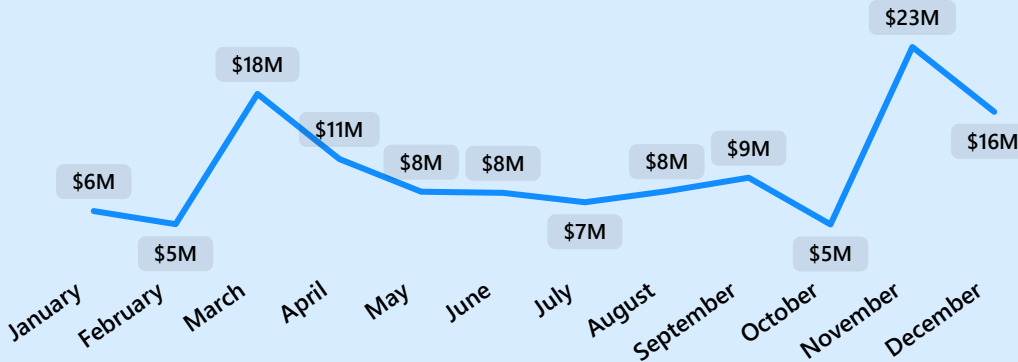 $6M
$5M
$18M
$11M
$8M
$8M
$7M
$8M
$9M
$5M
$23M
$16M
January
February
March
April
May
June
July
August
September
October
November
December